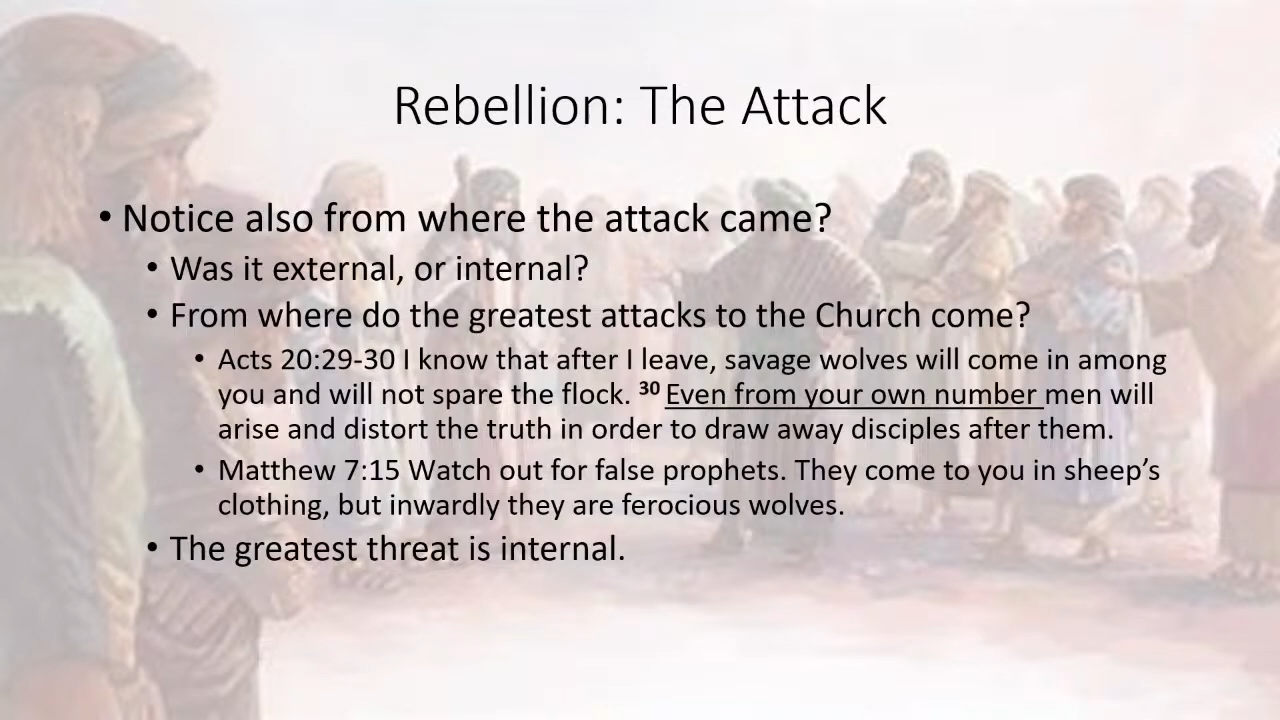 Rebellion: The Attack
• Notice also from where the attack came?
• Was it external, or internal?
• From where do the greatest attacks to the Church come?
• Acts 20:29-30 I know that after I leave, savage wolves will come in among
you and will not spare the flock. 30 Even from your own number men will
arise and distort the truth in order to draw away disciples after them.
• Matthew 7:15 Watch out for false prophets. They come to you in sheep’s
clothing, but inwardly they are ferocious wolves.
• The greatest threat is internal.